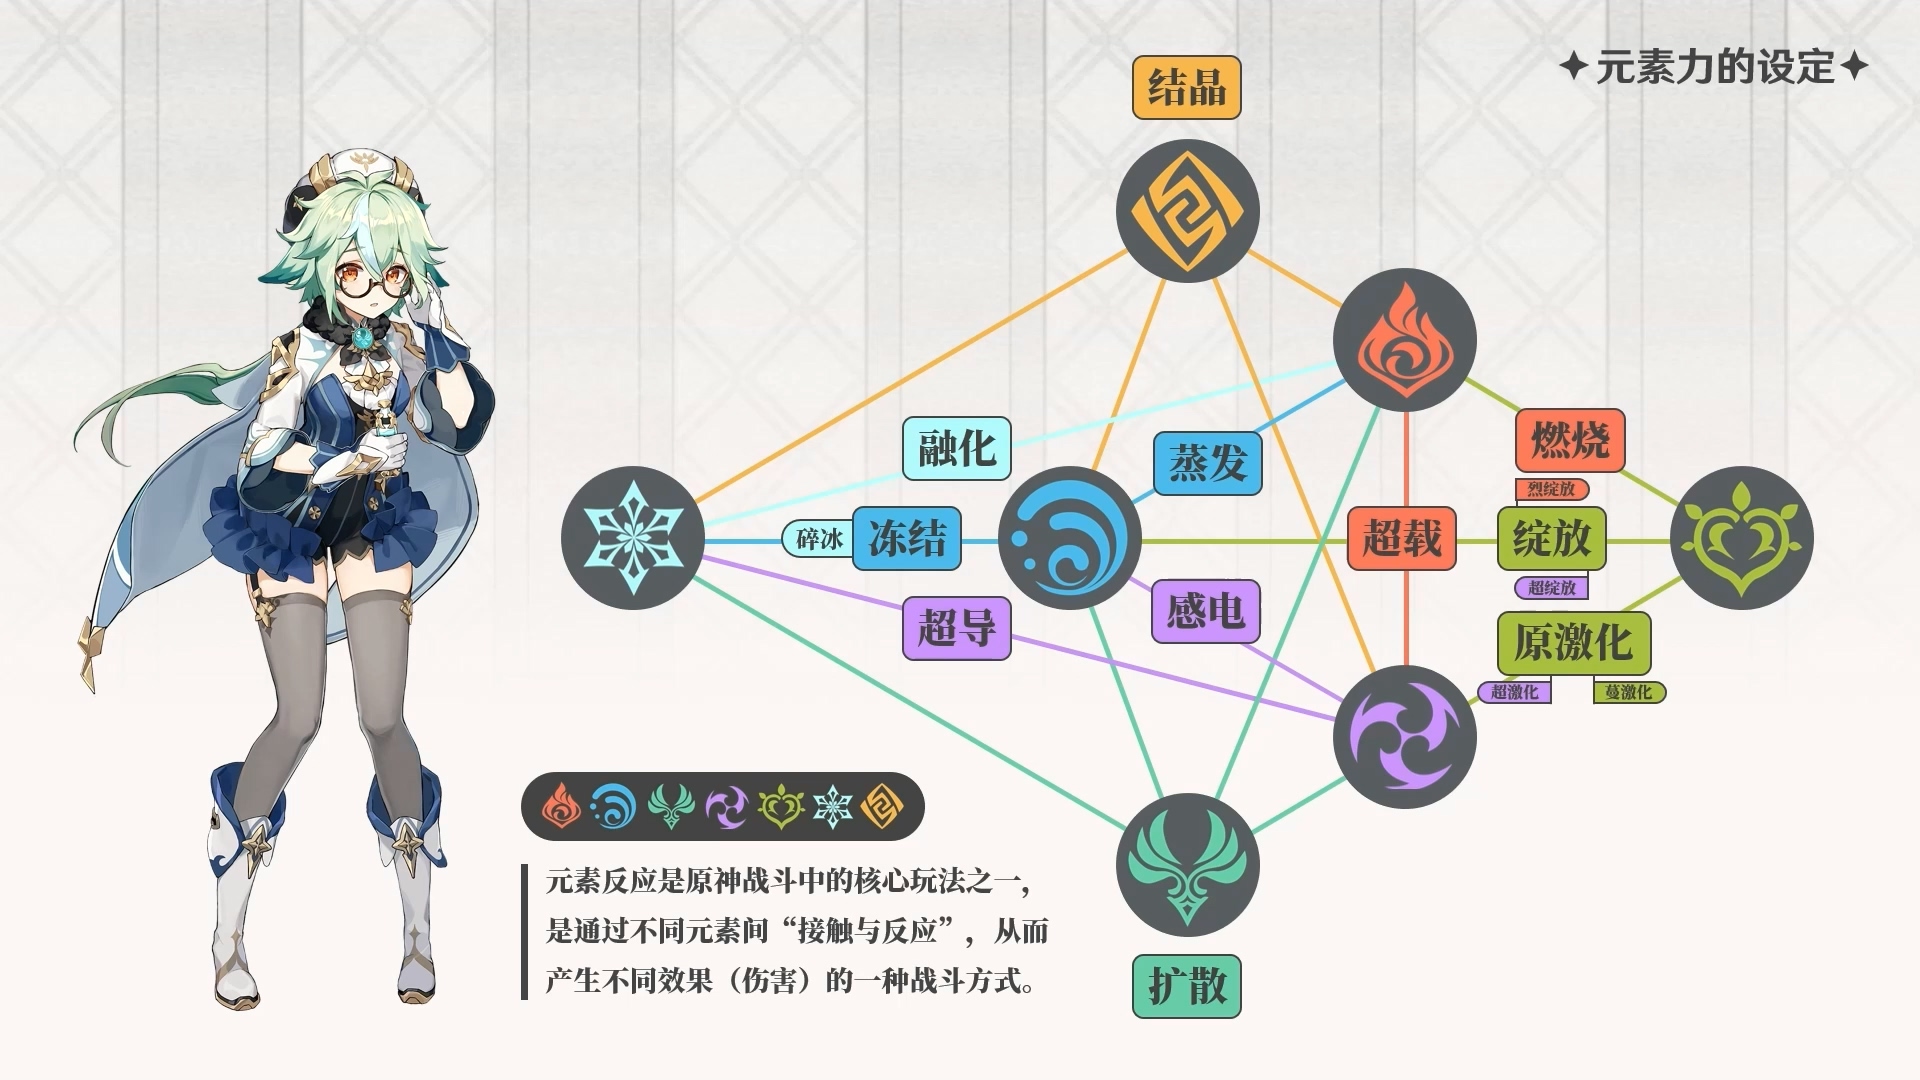 ✦元素力的设定✦
结晶
融化
蒸发
燃烧
烈绽放
碎冰
冻结
超载
绽放
超绽放
超导
感电
原激化
超激化
蔓激化
元素反应是原神战斗中的核心玩法之一，
是通过不同元素间“接触与反应”，从而
产生不同效果（伤害）的一种战斗方式。
扩散